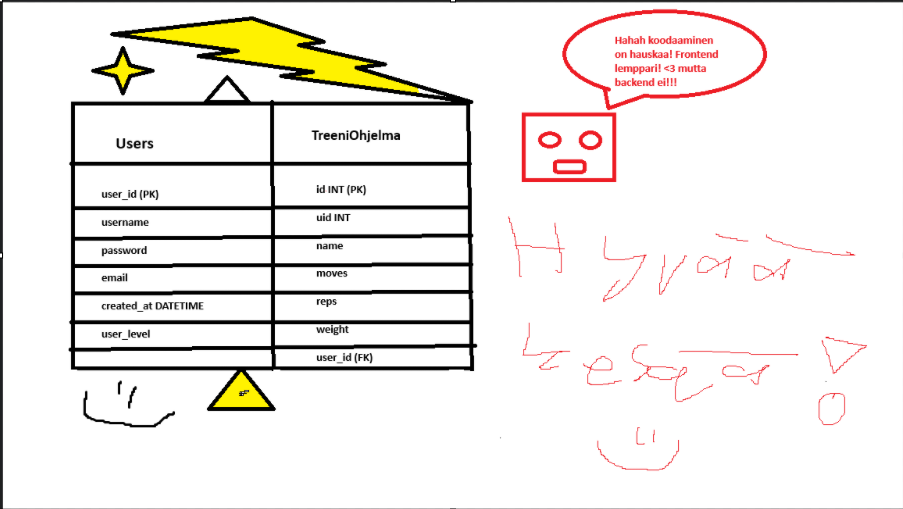 Hahah koodaaminen
on hauskaa! Frontend
lemppari! <3 mutta
backend ei!!!
Users TreeniOhjelma
user_id (PK) id INT (PK)
username uid INT
password name
email moves
created_at DATETIME reps
user_level weight
user_id (FK)
Hyvää
kesää!